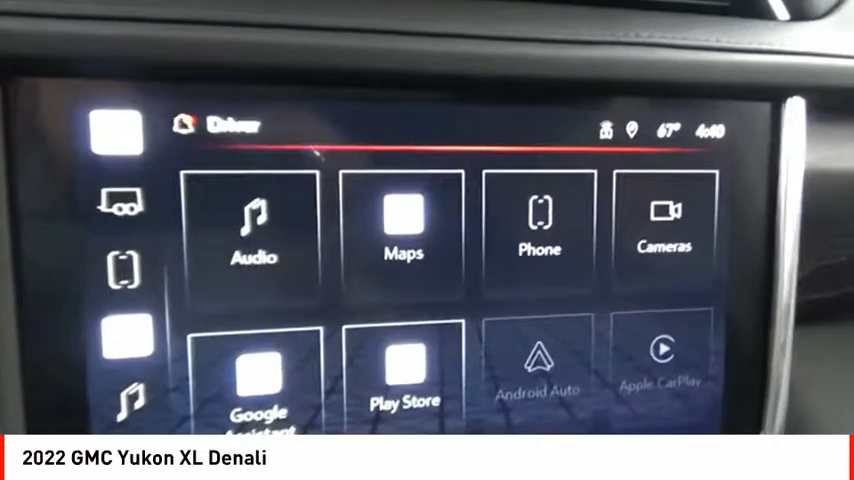 Driver 67° 4:40
Audio Maps Phone Cameras
Google Play Store Android Auto Apple CarPlay
Assistant
2022 GMC Yukon XL Denali